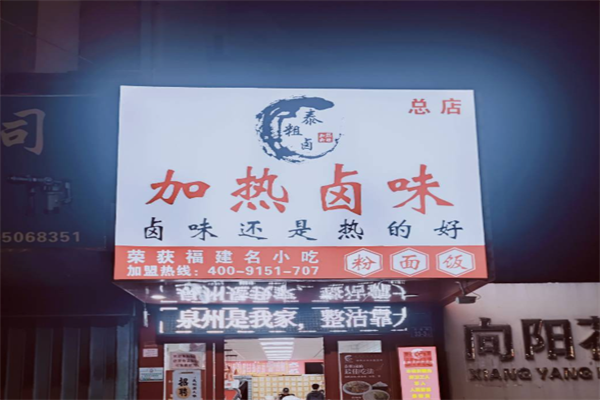 总店
泰
粗
卤
加热卤味
卤味还是热的好
荣获福建名小吃
加盟热线：400-9151-707
粉面饭
泉州是我家，整洁靠
司
5068351
向阳
XIANG YANG
招聘